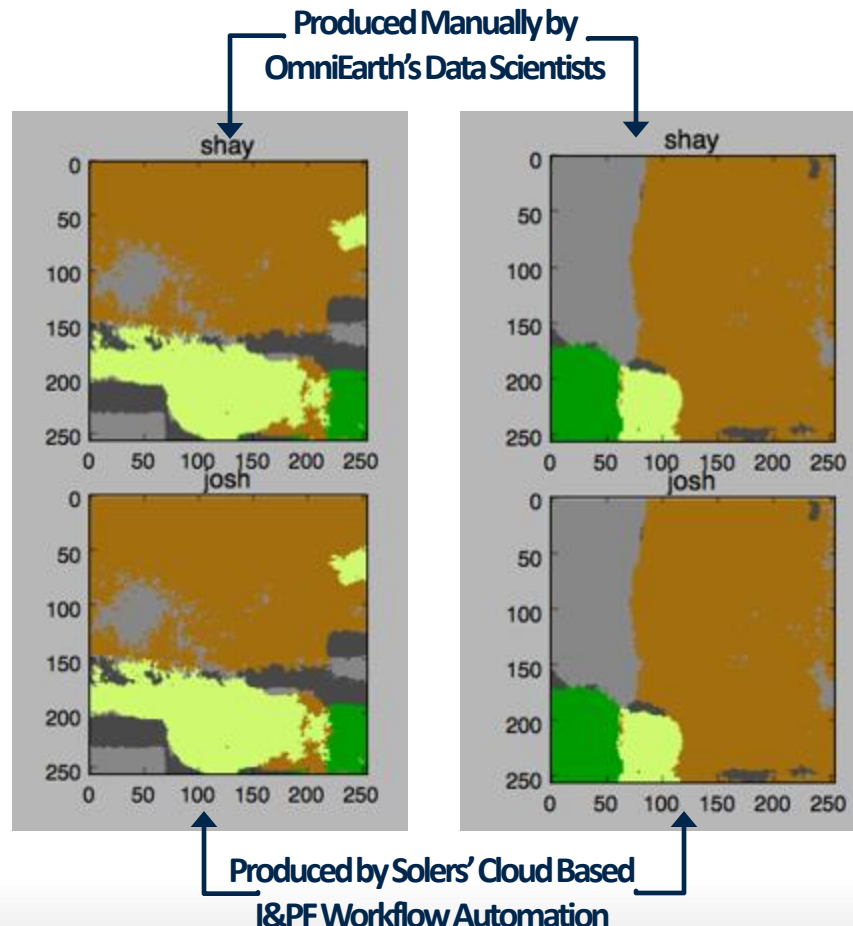 Produced Manually by
OmniEarth's Data Scientists
shay
0
50
100
150
200
250
0 50 100 150 200 250
josh
0
50
100
150
200
250
0 50 100 150 200 250
shay
0
50
100
150
200
250
0 50 100 150 200 250
josh
0
50
100
150
200
250
0 50 100 150 200 250
Produced by Solers' Cloud Based
I&PF Workflow Automation